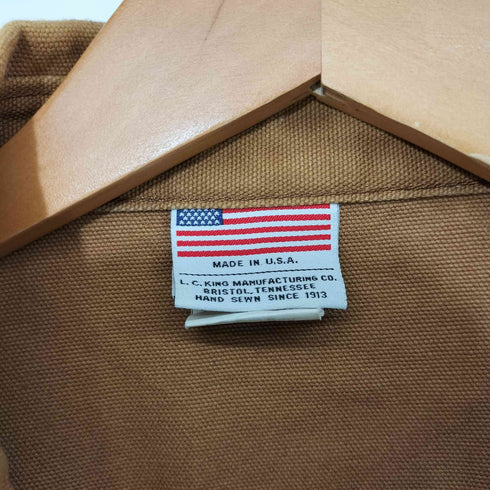 MADE IN U.S.A.
L. C. KING MANUFACTURING CO.
BRISTOL, TENNESSEE
HAND SEWN SINCE 1913